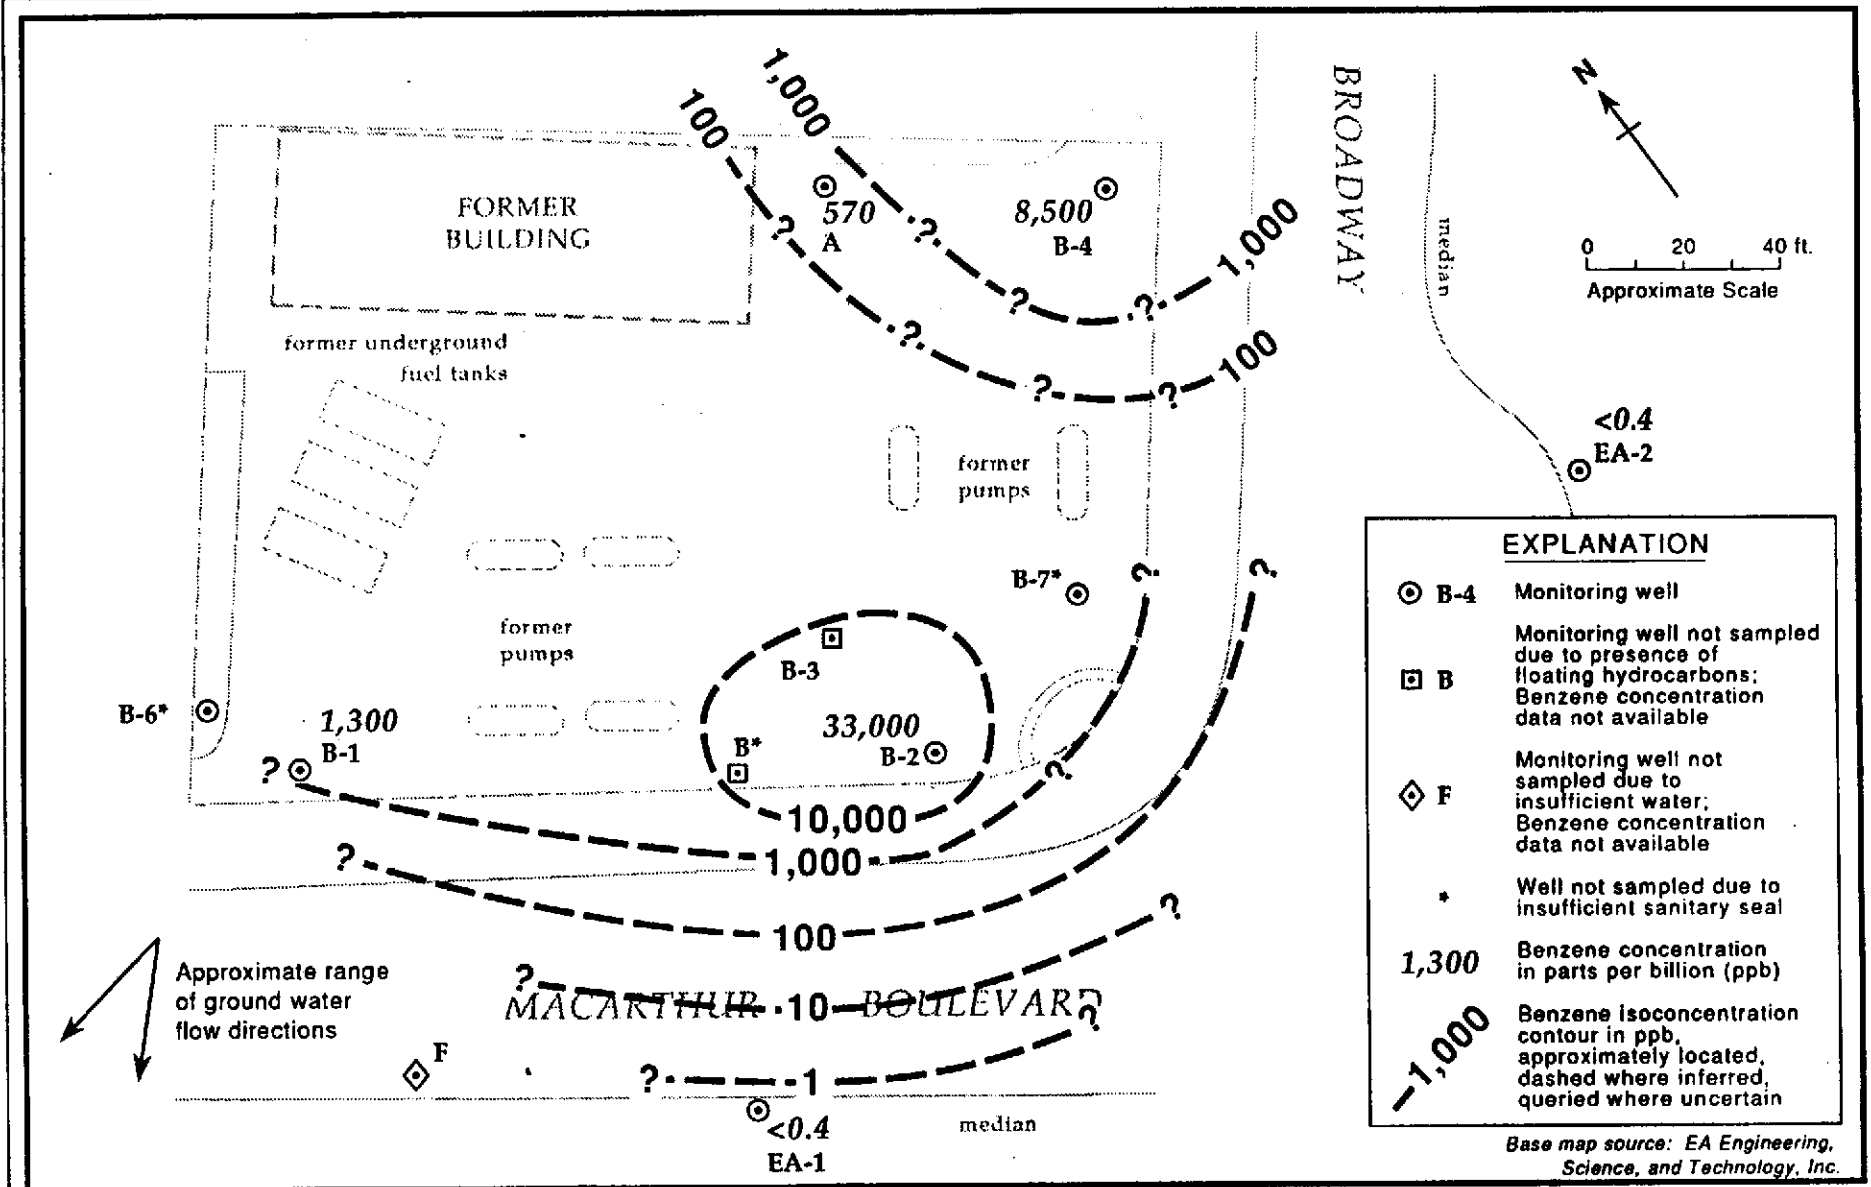 1,000
100
N
BROADWAY
FORMER
BUILDING
570
A
8,500
B-4
1,000
median
0 20 40 ft.
Approximate Scale
?
?
?
?
?
?
?
?
100
former underground
fuel tanks
<0.4
EA-2
former
pumps
B-7*
?
?
former
pumps
B-3
B-6*
1,300
B-1
?
B*
33,000
B-2
?
10,000
1,000
?
100
?
?
Approximate range
of ground water
flow directions
MACARTHUR BOULEVARD
10
?
F
?
1
<0.4
EA-1
median
EXPLANATION
B-4 Monitoring well
B Monitoring well not sampled
due to presence of
floating hydrocarbons;
Benzene concentration
data not available
F Monitoring well not
sampled due to
insufficient water;
Benzene concentration
data not available
* Well not sampled due to
insufficient sanitary seal
1,300 Benzene concentration
in parts per billion (ppb)
1,000 Benzene isoconcentration
contour in ppb,
approximately located,
dashed where inferred,
queried where uncertain
Base map source: EA Engineering,
Science, and Technology, Inc.